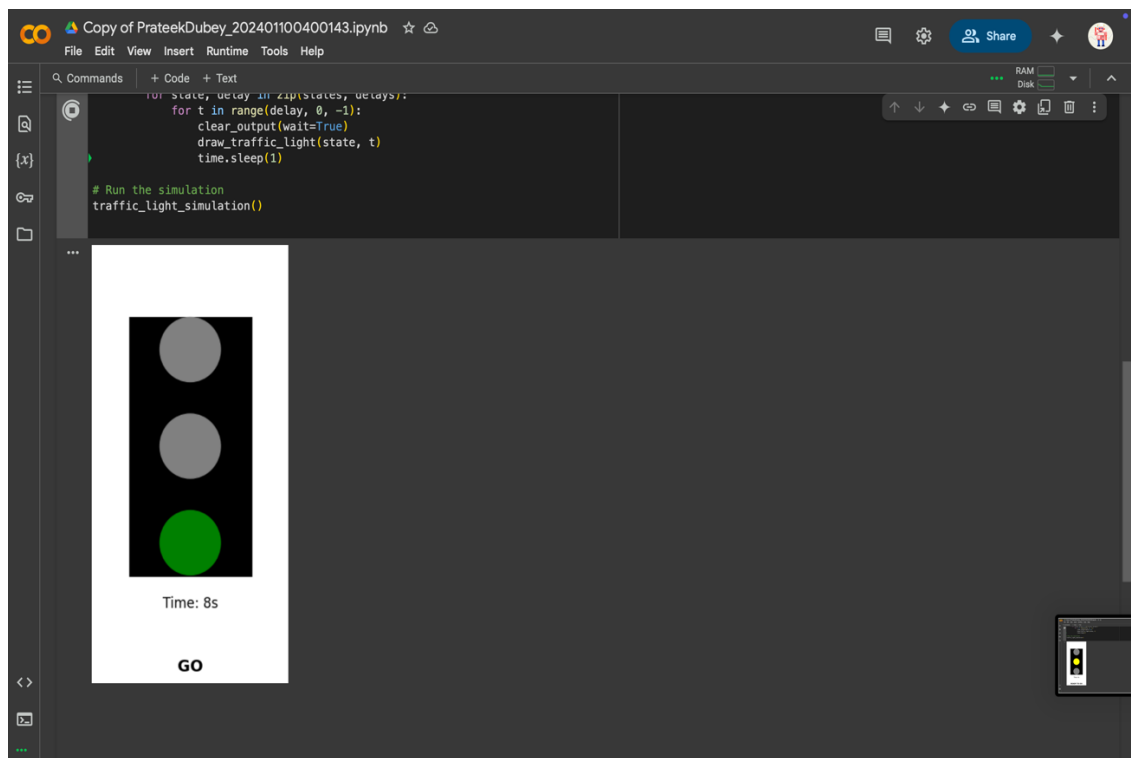 Copy of PrateekDubey_202401100400143.ipynb
File Edit View Insert Runtime Tools Help
Share
Commands + Code + Text
RAM
Disk
for state, delay in zip(states, delays):
for t in range(delay, 0, -1):
clear_output(wait=True)
draw_traffic_light(state, t)
time.sleep(1)
# Run the simulation
traffic_light_simulation()
{x}
Time: 8s
GO